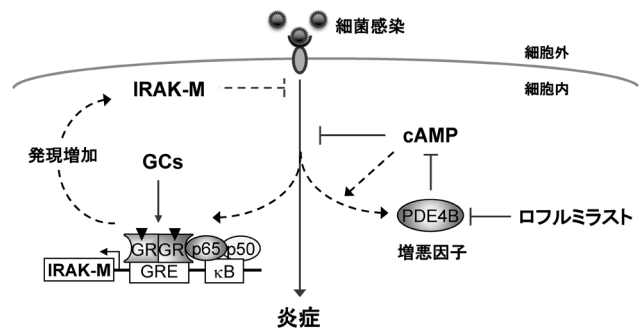 細菌感染
細胞外
細胞内
IRAK-M
cAMP
発現増加
GCs
PDE4B
ロフルミラスト
増悪因子
GR GR p65 p50
IRAK-M
GRE
κB
炎症